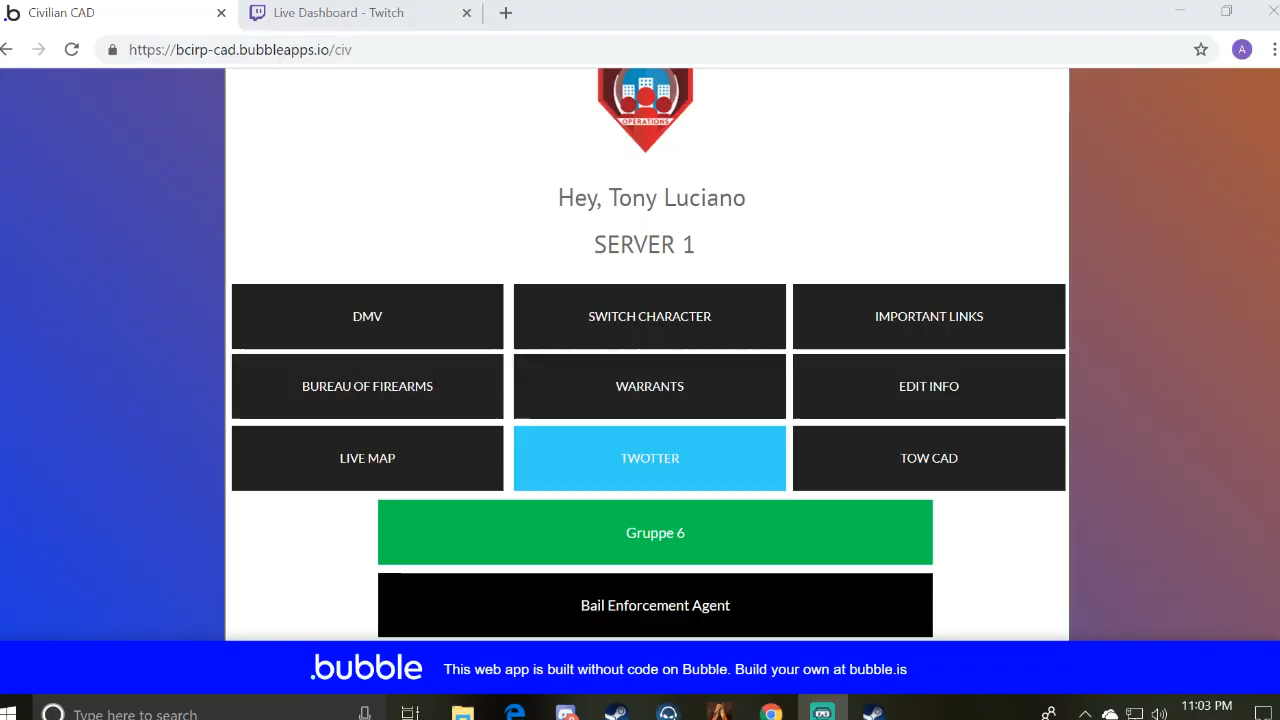 Civilian CAD
Live Dashboard - Twitch
https://bcirp-cad.bubbleapps.io/civ
A
OPERATIONS
Hey, Tony Luciano
SERVER 1
DMV
SWITCH CHARACTER
IMPORTANT LINKS
BUREAU OF FIREARMS
WARRANTS
EDIT INFO
LIVE MAP
TWOTTER
TOW CAD
Gruppe 6
Bail Enforcement Agent
.bubble
This web app is built without code on Bubble. Build your own at bubble.is
Type here to search
11:03 PM